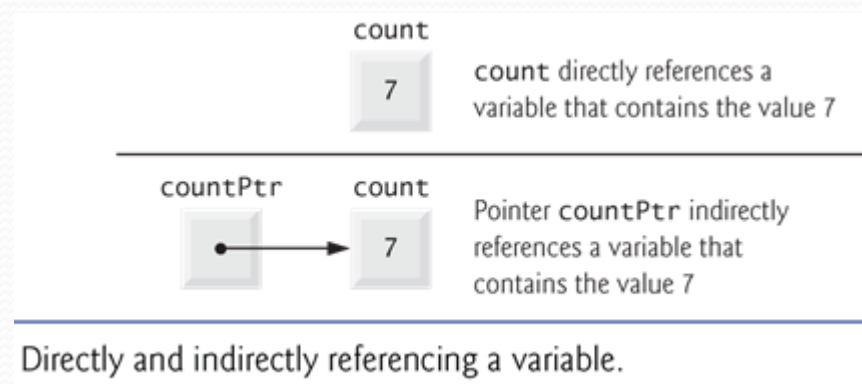 count
7
count directly references a
variable that contains the value 7
countPtr count
7
Pointer countPtr indirectly
references a variable that
contains the value 7
Directly and indirectly referencing a variable.